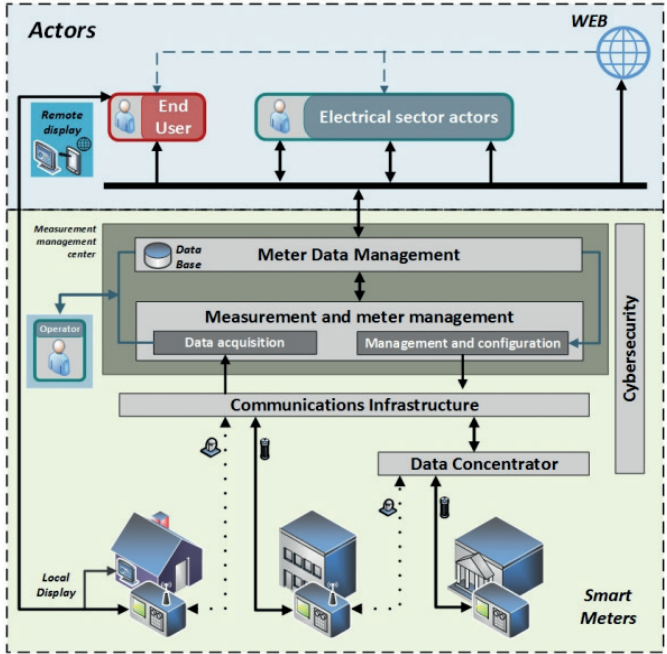 Actors
WEB
Remote
display
End
User
Electrical sector actors
Measurement
management
center
Data
Base
Meter Data Management
Measurement and meter management
Data acquisition
Management and configuration
Operator
Cybersecurity
Communications Infrastructure
Data Concentrator
Local
Display
Smart
Meters